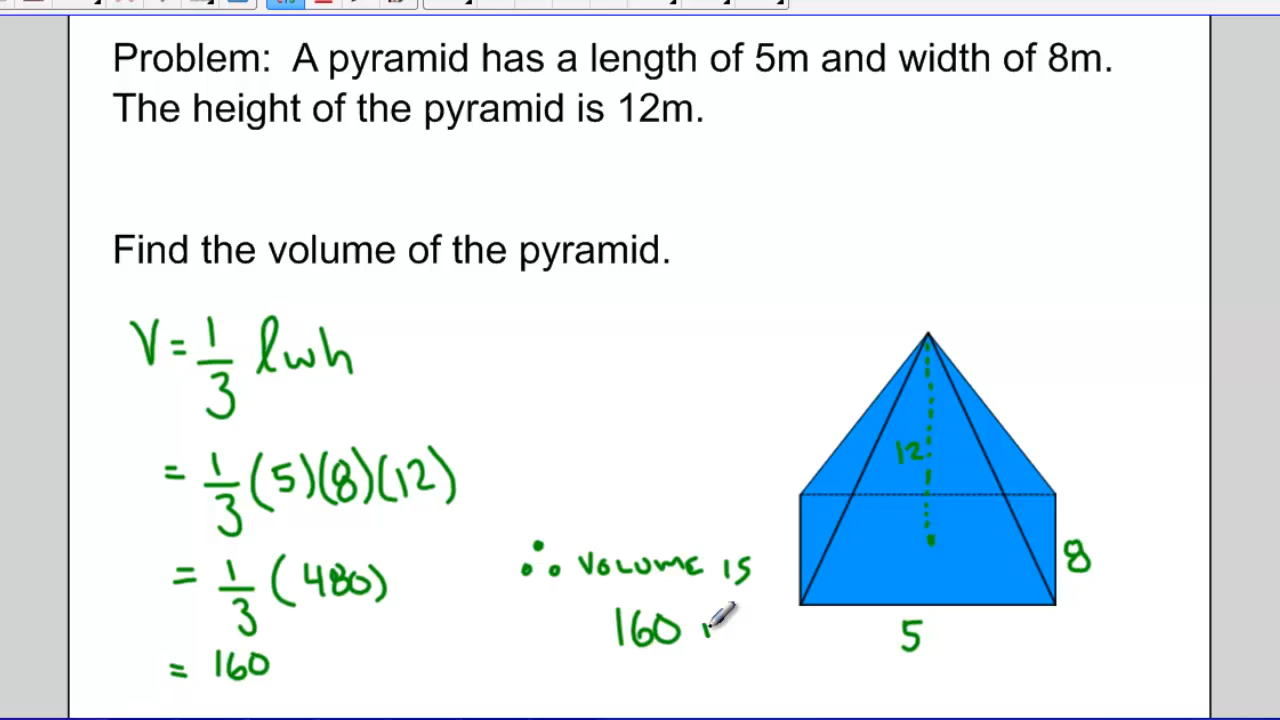 Problem:  A pyramid has a length of 5m and width of 8m.
The height of the pyramid is 12m.
Find the volume of the pyramid.
V = 1/3 lwh
= 1/3 (5)(8)(12)
= 1/3 (480)
= 160
∴ VOLUME IS
160
12
8
5